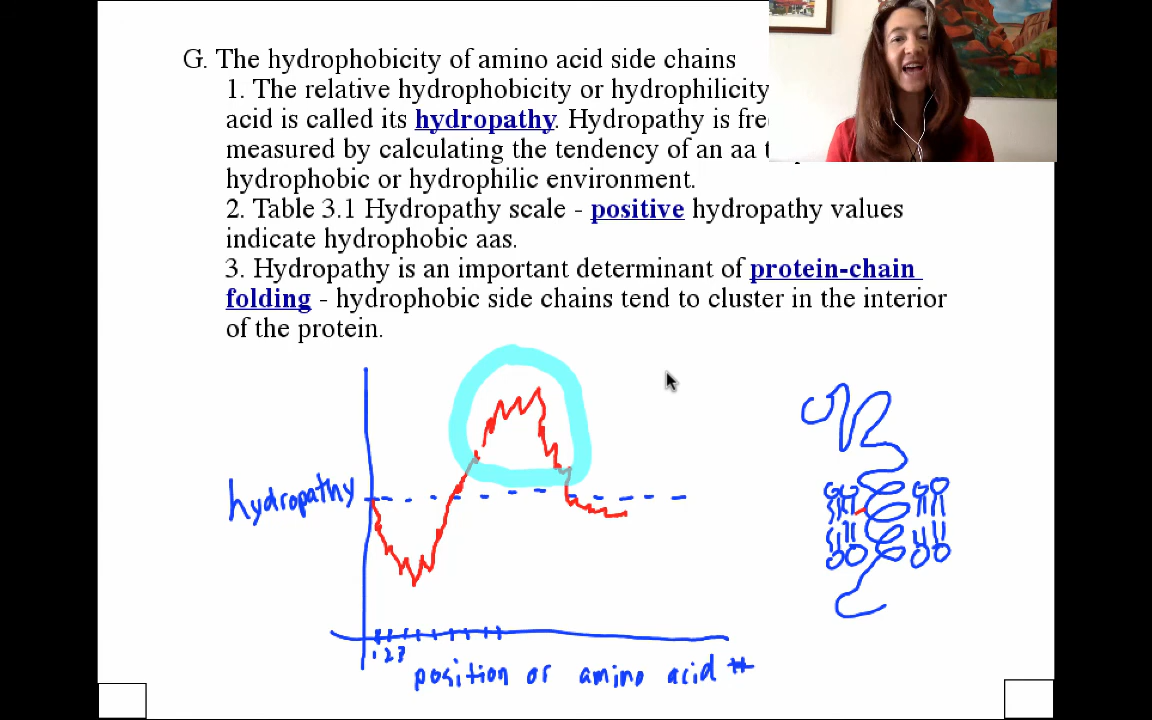 G. The hydrophobicity of amino acid side chains
1. The relative hydrophobicity or hydrophilicity
acid is called its hydropathy. Hydropathy is
measured by calculating the tendency of an aa
hydrophobic or hydrophilic environment.
2. Table 3.1 Hydropathy scale - positive hydropathy values
indicate hydrophobic aas.
3. Hydropathy is an important determinant of protein-chain
folding - hydrophobic side chains tend to cluster in the interior
of the protein.
hydropathy
1 2 3
position or amino acid #